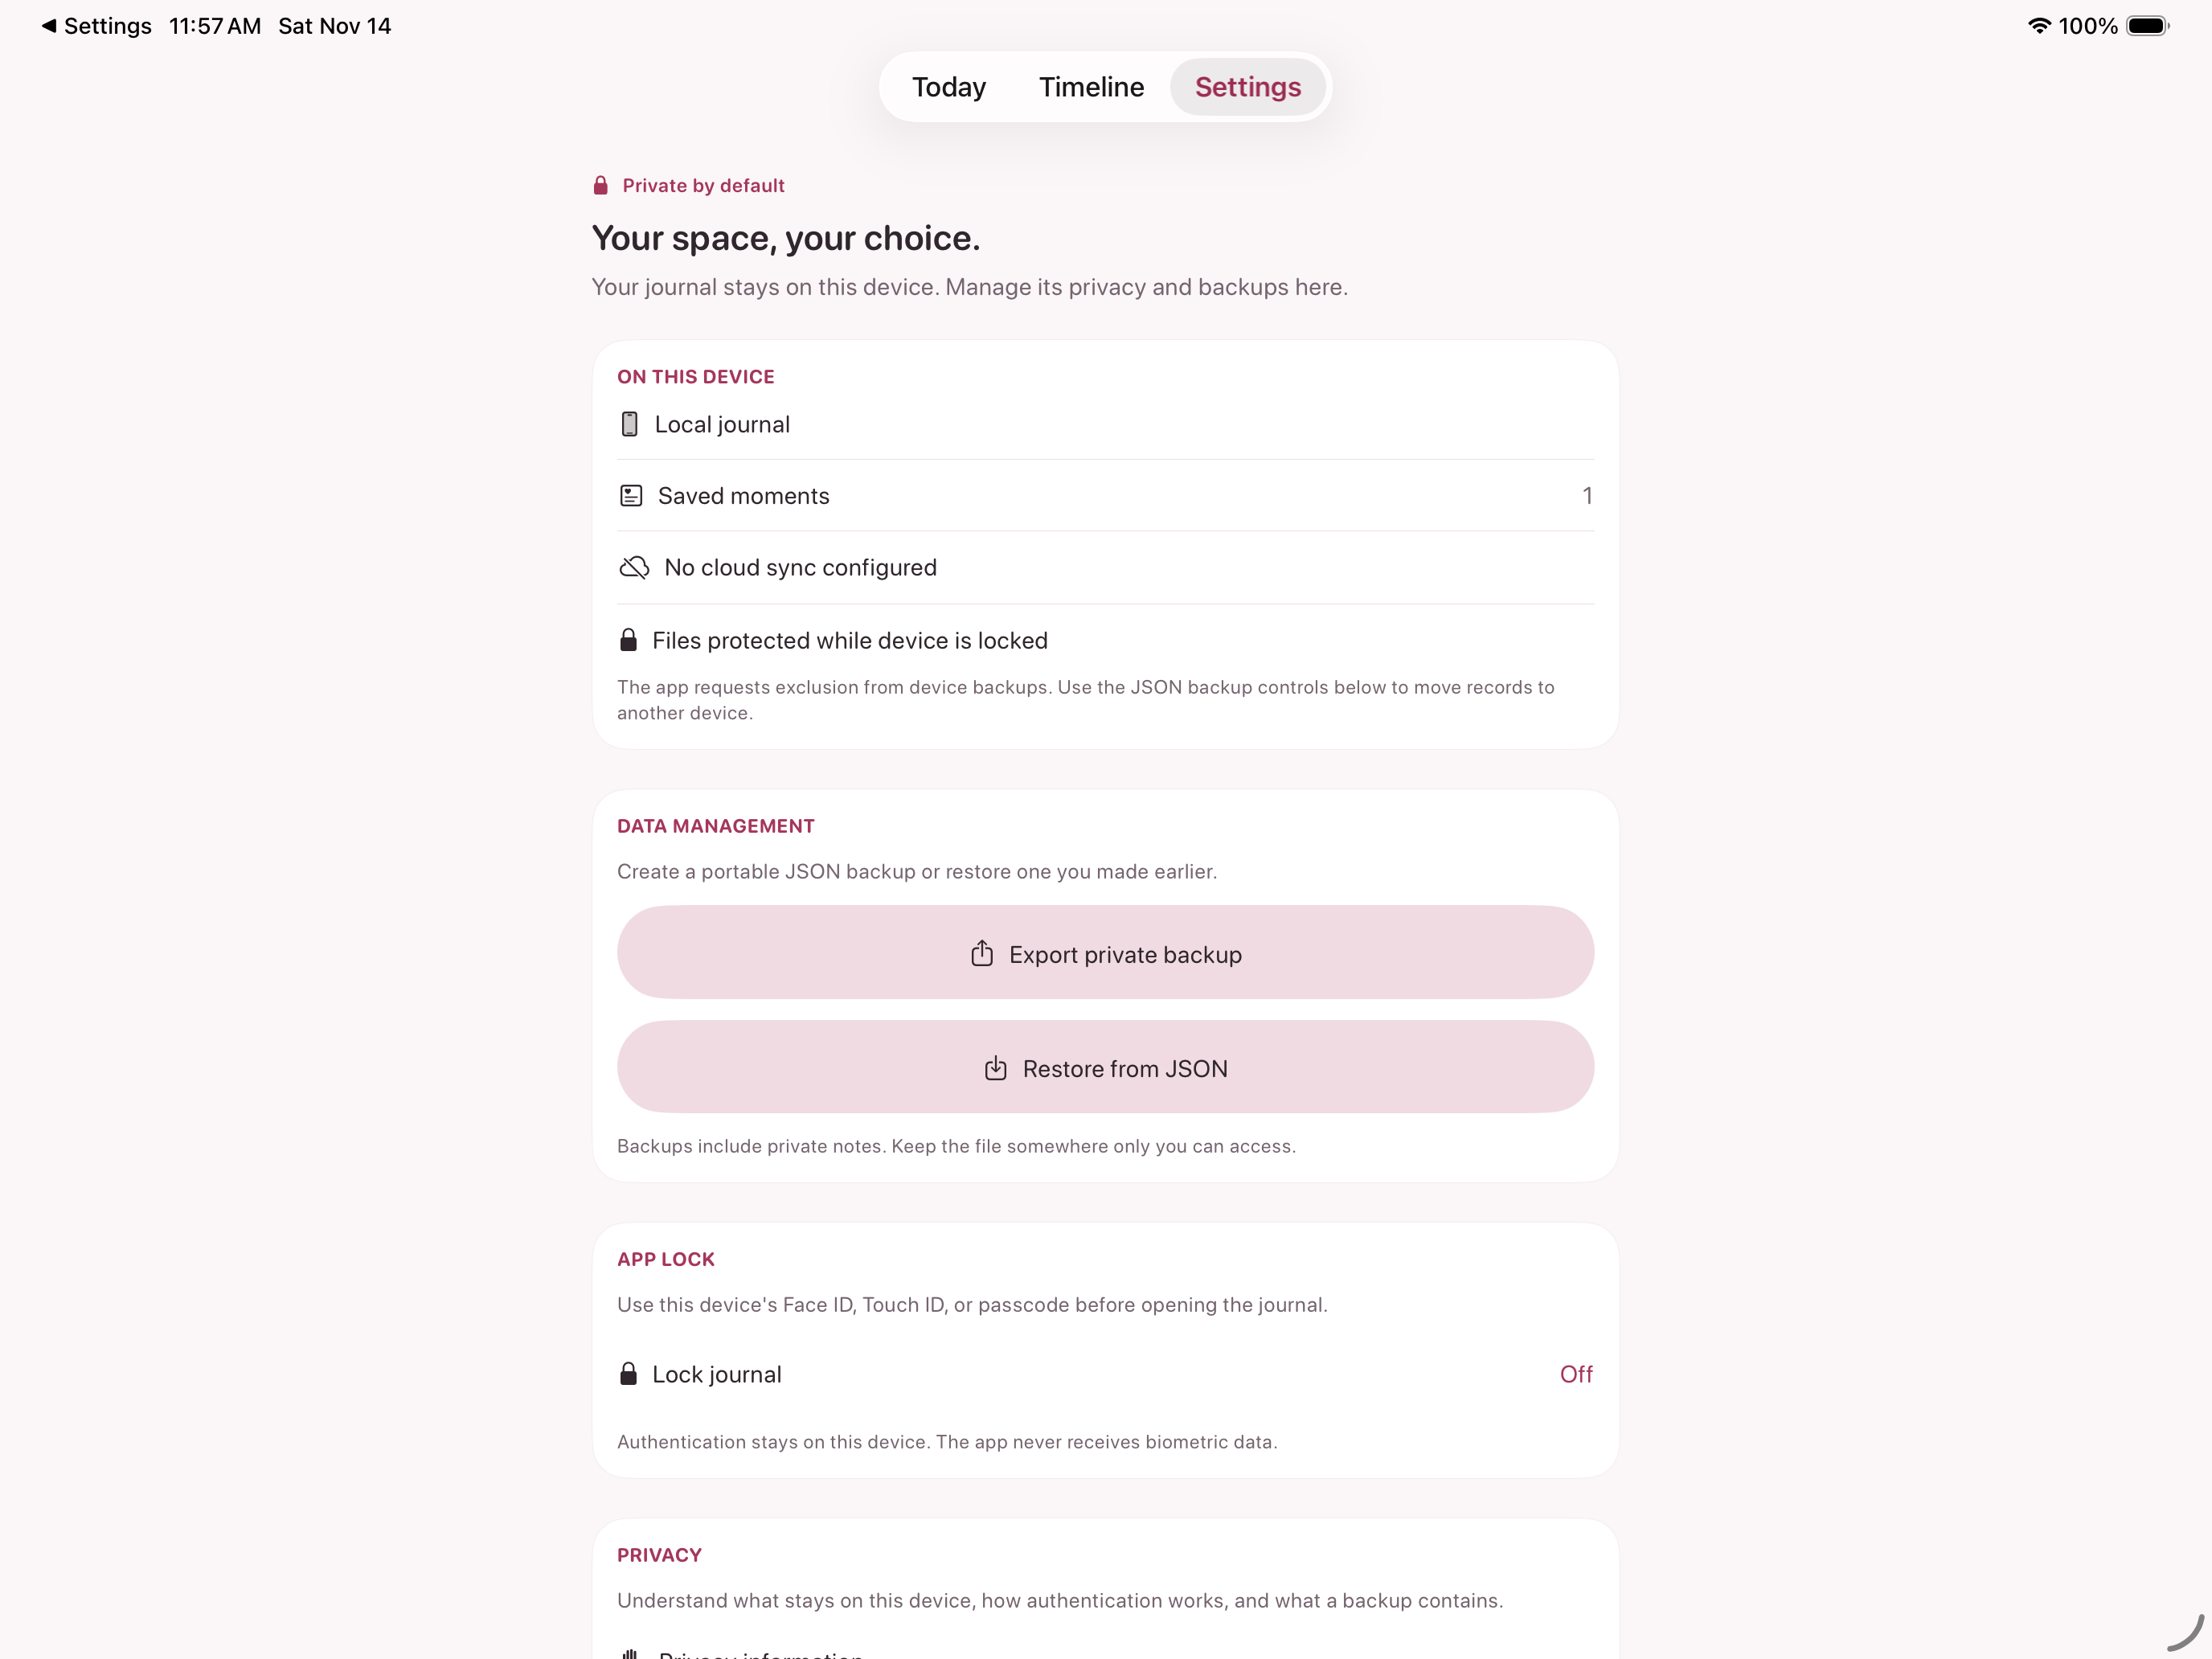 Settings 11:57 AM Sat Nov 14
100%
Today Timeline Settings
Private by default
Your space, your choice.
Your journal stays on this device. Manage its privacy and backups here.
ON THIS DEVICE
Local journal
Saved moments 1
No cloud sync configured
Files protected while device is locked
The app requests exclusion from device backups. Use the JSON backup controls below to move records to
another device.
DATA MANAGEMENT
Create a portable JSON backup or restore one you made earlier.
Export private backup
Restore from JSON
Backups include private notes. Keep the file somewhere only you can access.
APP LOCK
Use this device's Face ID, Touch ID, or passcode before opening the journal.
Lock journal Off
Authentication stays on this device. The app never receives biometric data.
PRIVACY
Understand what stays on this device, how authentication works, and what a backup contains.
Privacy information